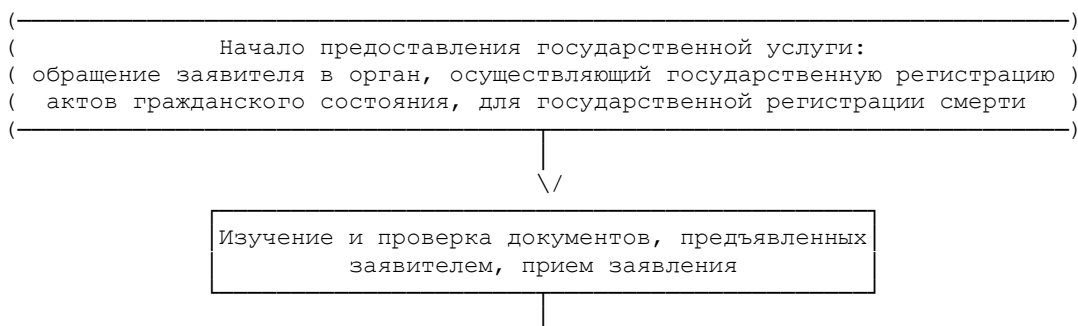 Начало предоставления государственной услуги:
обращение заявителя в орган, осуществляющий государственную регистрацию
актов гражданского состояния, для государственной регистрации смерти
Изучение и проверка документов, предъявленных
заявителем, прием заявления